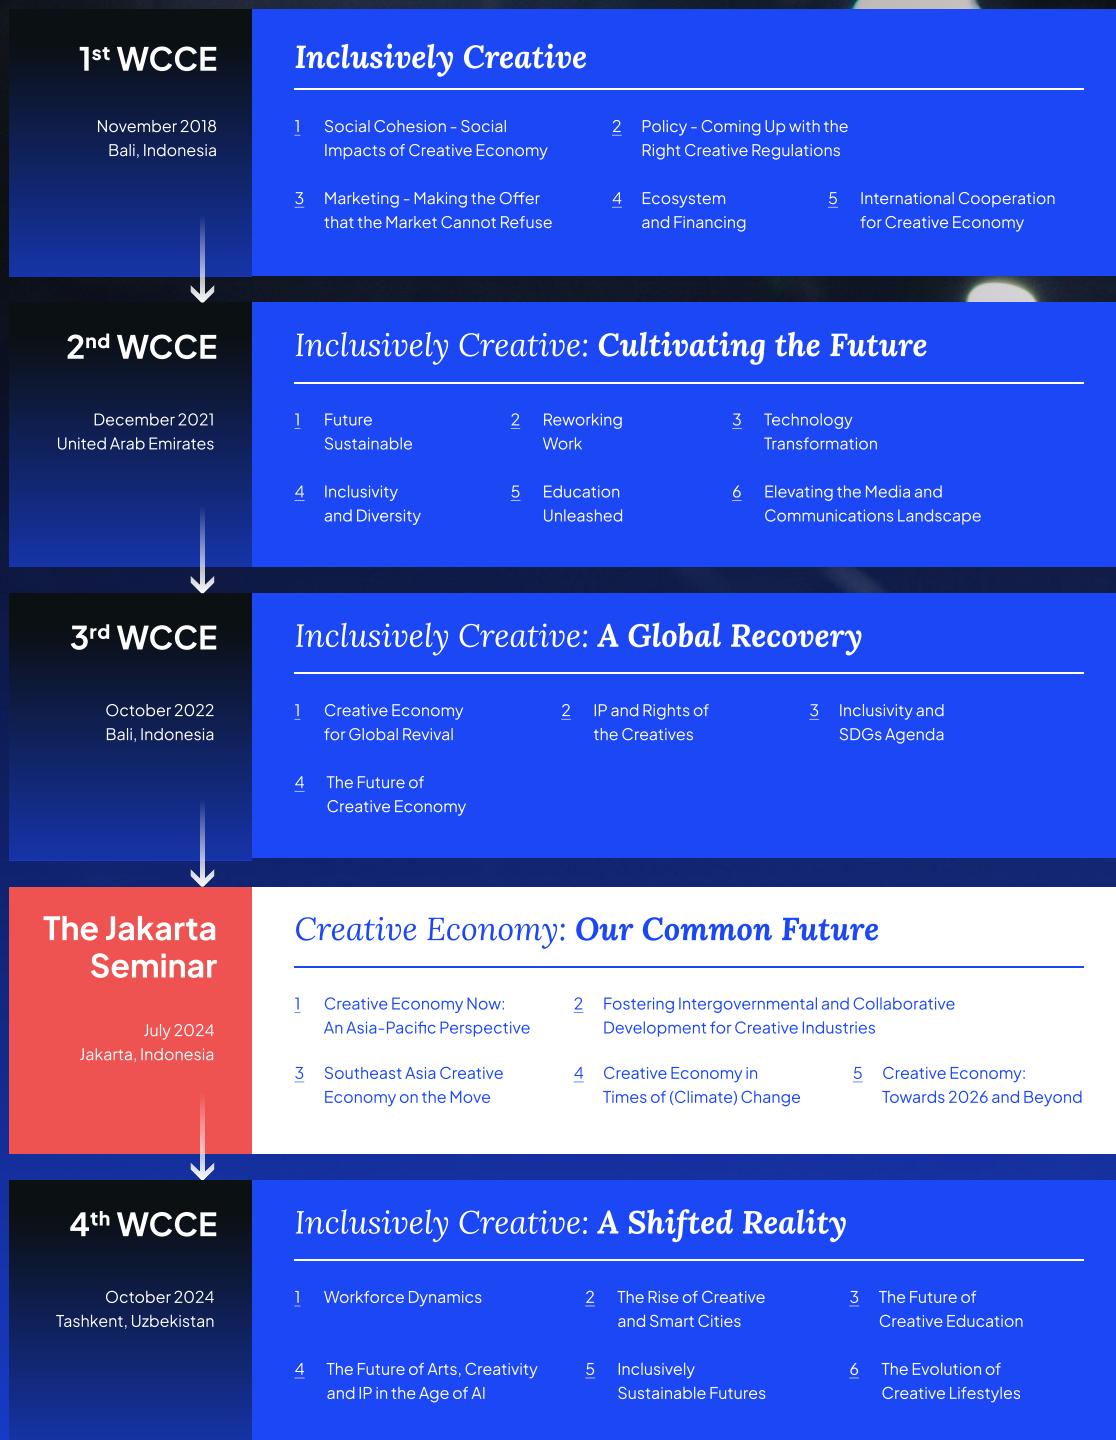 1st WCCE
November 2018
Bali, Indonesia
Inclusively Creative
1 Social Cohesion - Social
Impacts of Creative Economy
2 Policy - Coming Up with the
Right Creative Regulations
3 Marketing - Making the Offer
that the Market Cannot Refuse
4 Ecosystem
and Financing
5 International Cooperation
for Creative Economy
2nd WCCE
December 2021
United Arab Emirates
Inclusively Creative: Cultivating the Future
1 Future
Sustainable
2 Reworking
Work
3 Technology
Transformation
4 Inclusivity
and Diversity
5 Education
Unleashed
6 Elevating the Media and
Communications Landscape
3rd WCCE
October 2022
Bali, Indonesia
Inclusively Creative: A Global Recovery
1 Creative Economy
for Global Revival
2 IP and Rights of
the Creatives
3 Inclusivity and
SDGs Agenda
4 The Future of
Creative Economy
The Jakarta
Seminar
July 2024
Jakarta, Indonesia
Creative Economy: Our Common Future
1 Creative Economy Now:
An Asia-Pacific Perspective
2 Fostering Intergovernmental and Collaborative
Development for Creative Industries
3 Southeast Asia Creative
Economy on the Move
4 Creative Economy in
Times of (Climate) Change
5 Creative Economy:
Towards 2026 and Beyond
4th WCCE
October 2024
Tashkent, Uzbekistan
Inclusively Creative: A Shifted Reality
1 Workforce Dynamics
2 The Rise of Creative
and Smart Cities
3 The Future of
Creative Education
4 The Future of Arts, Creativity
and IP in the Age of AI
5 Inclusively
Sustainable Futures
6 The Evolution of
Creative Lifestyles